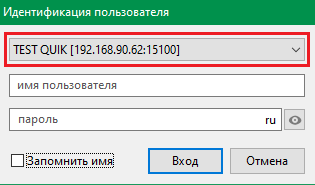 Идентификация пользователя
TEST QUIK [192.168.90.62:15100]
имя пользователя
пароль ru
Запомнить имя Вход Отмена